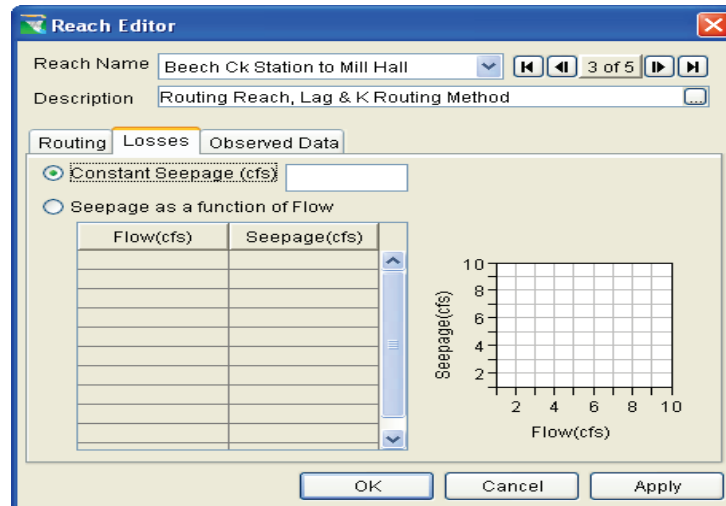 Reach Editor
Reach Name Beech Ck Station to Mill Hall 3 of 5
Description Routing Reach, Lag & K Routing Method ...
Routing Losses Observed Data
Constant Seepage (cfs)
Seepage as a function of Flow
Flow(cfs) Seepage(cfs)
10
8
6
4
2
Seepage(cfs)
2 4 6 8 10
Flow(cfs)
OK Cancel Apply